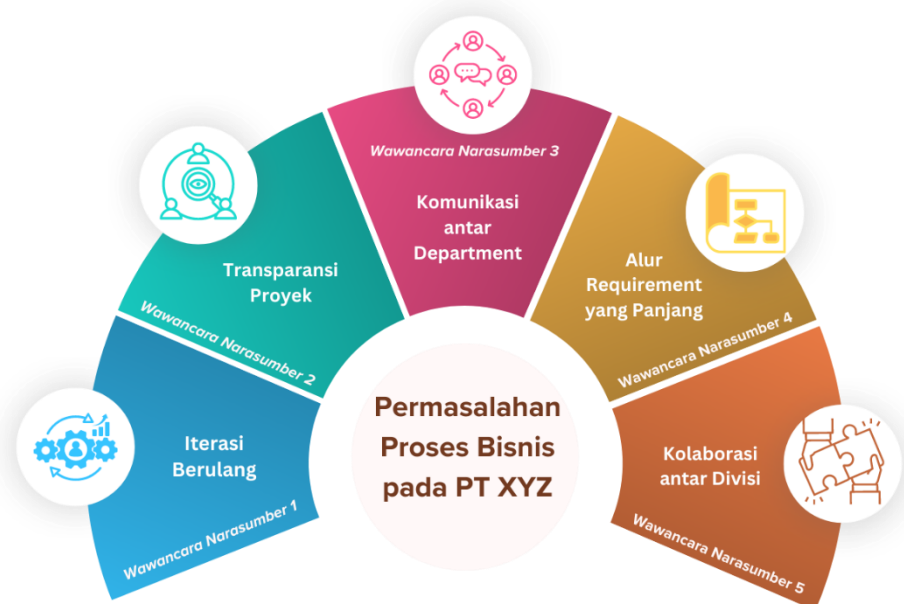 Wawancara Narasumber 3
Komunikasi
antar
Department
Transparansi
Proyek
Wawancara Narasumber 2
Alur
Requirement
yang Panjang
Wawancara Narasumber 4
Iterasi
Berulang
Wawancara Narasumber 1
Permasalahan
Proses Bisnis
pada PT XYZ
Kolaborasi
antar Divisi
Wawancara Narasumber 5